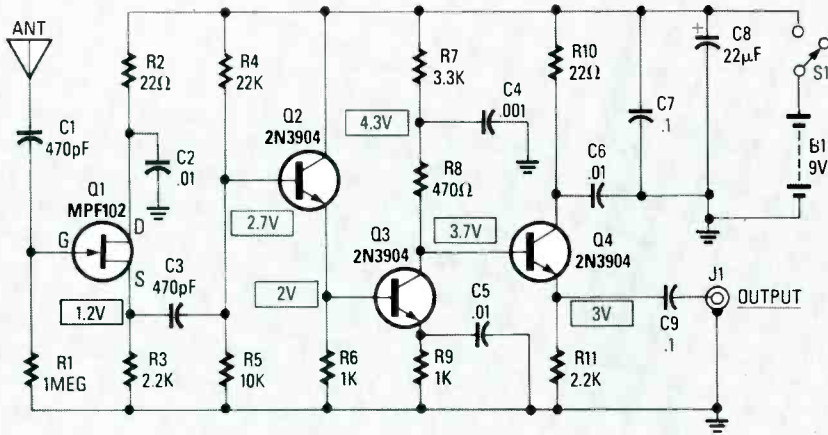 ANT
C1
470pF
Q1
MPF102
G
D
S
1.2V
R1
1MEG
R2
22Ω
C2
.01
C3
470pF
R3
2.2K
R4
22K
R5
10K
Q2
2N3904
2.7V
2V
R6
1K
R7
3.3K
4.3V
C4
.001
R8
470Ω
Q3
2N3904
3.7V
C5
.01
R9
1K
R10
22Ω
C6
.01
Q4
2N3904
3V
R11
2.2K
C7
.1
+
C8
22μF
S1
B1
9V
C9
.1
J1
OUTPUT